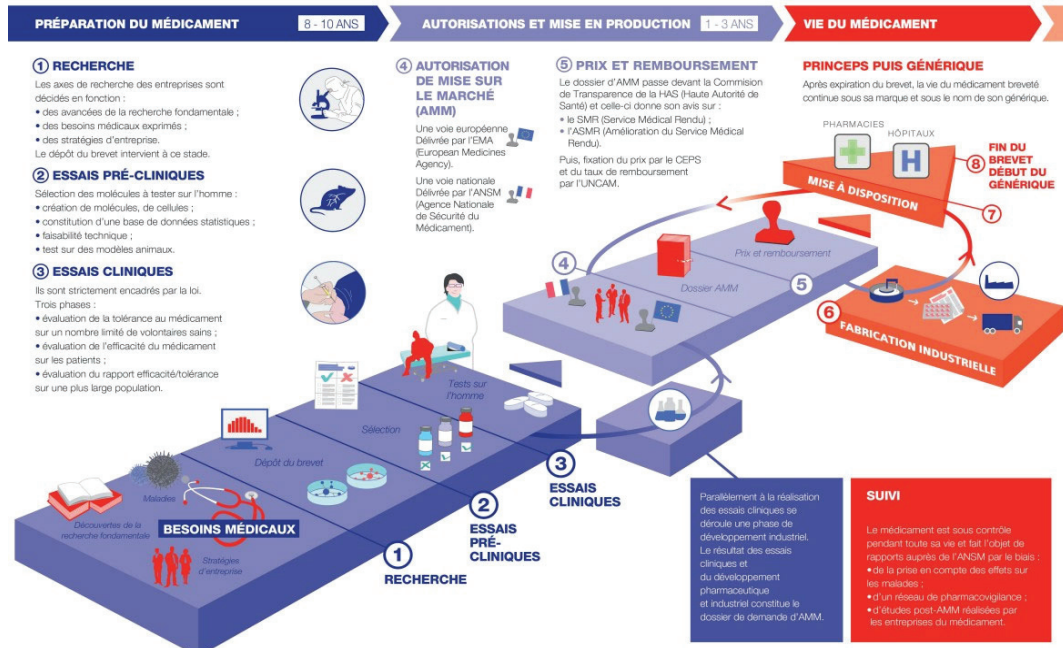 PRÉPARATION DU MÉDICAMENT
8 - 10 ANS
AUTORISATIONS ET MISE EN PRODUCTION
1 - 3 ANS
VIE DU MÉDICAMENT
1 RECHERCHE
Les axes de recherche des entreprises sont
décidés en fonction :
• des avancées de la recherche fondamentale ;
• des besoins médicaux exprimés ;
• des stratégies d'entreprise.
Le dépôt du brevet intervient à ce stade.
2 ESSAIS PRÉ-CLINIQUES
Sélection des molécules à tester sur l'homme :
• création de molécules, de cellules ;
• constitution d'une base de données statistiques ;
• faisabilité technique ;
• test sur des modèles animaux.
3 ESSAIS CLINIQUES
Ils sont strictement encadrés par la loi.
Trois phases :
• évaluation de la tolérance au médicament
sur un nombre limité de volontaires sains ;
• évaluation de l'efficacité du médicament
sur les patients ;
• évaluation du rapport efficacité/tolérance
sur une plus large population.
4 AUTORISATION
DE MISE SUR
LE MARCHÉ
(AMM)
Une voie européenne
Délivrée par l'EMA
(European Medicines
Agency).
Une voie nationale
Délivrée par l'ANSM
(Agence Nationale
de Sécurité du
Médicament).
5 PRIX ET REMBOURSEMENT
Le dossier d'AMM passe devant la Commision
de Transparence de la HAS (Haute Autorité de
Santé) et celle-ci donne son avis sur :
• le SMR (Service Médical Rendu) ;
• l'ASMR (Amélioration du Service Médical
Rendu).
Puis, fixation du prix par le CEPS
et du taux de remboursement
par l'UNCAM.
PRINCEPS PUIS GÉNÉRIQUE
Après expiration du brevet, la vie du médicament breveté
continue sous sa marque et sous le nom de son générique.
PHARMACIES
HÔPITAUX
H
8 FIN DU
BREVET
DÉBUT DU
GÉNÉRIQUE
MISE À DISPOSITION
7
Prix et remboursement
4
Dossier AMM
5
6
FABRICATION INDUSTRIELLE
Tests sur
l'homme
Sélection
Dépôt du brevet
Maladies
Découvertes de la
recherche fondamentale
BESOINS MÉDICAUX
Stratégies
d'entreprise
3
ESSAIS
CLINIQUES
2
ESSAIS
PRÉ-
CLINIQUES
1
RECHERCHE
Parallèlement à la réalisation
des essais cliniques se
déroule une phase de
développement industriel.
Le résultat des essais
cliniques et
du développement
pharmaceutique
et industriel constitue le
dossier de demande d'AMM.
SUIVI
Le médicament est sous contrôle
pendant toute sa vie et fait l'objet de
rapports auprès de l'ANSM par le biais :
• de la prise en compte des effets sur
les malades ;
• d'un réseau de pharmacovigilance ;
• d'études post-AMM réalisées par
les entreprises du médicament.